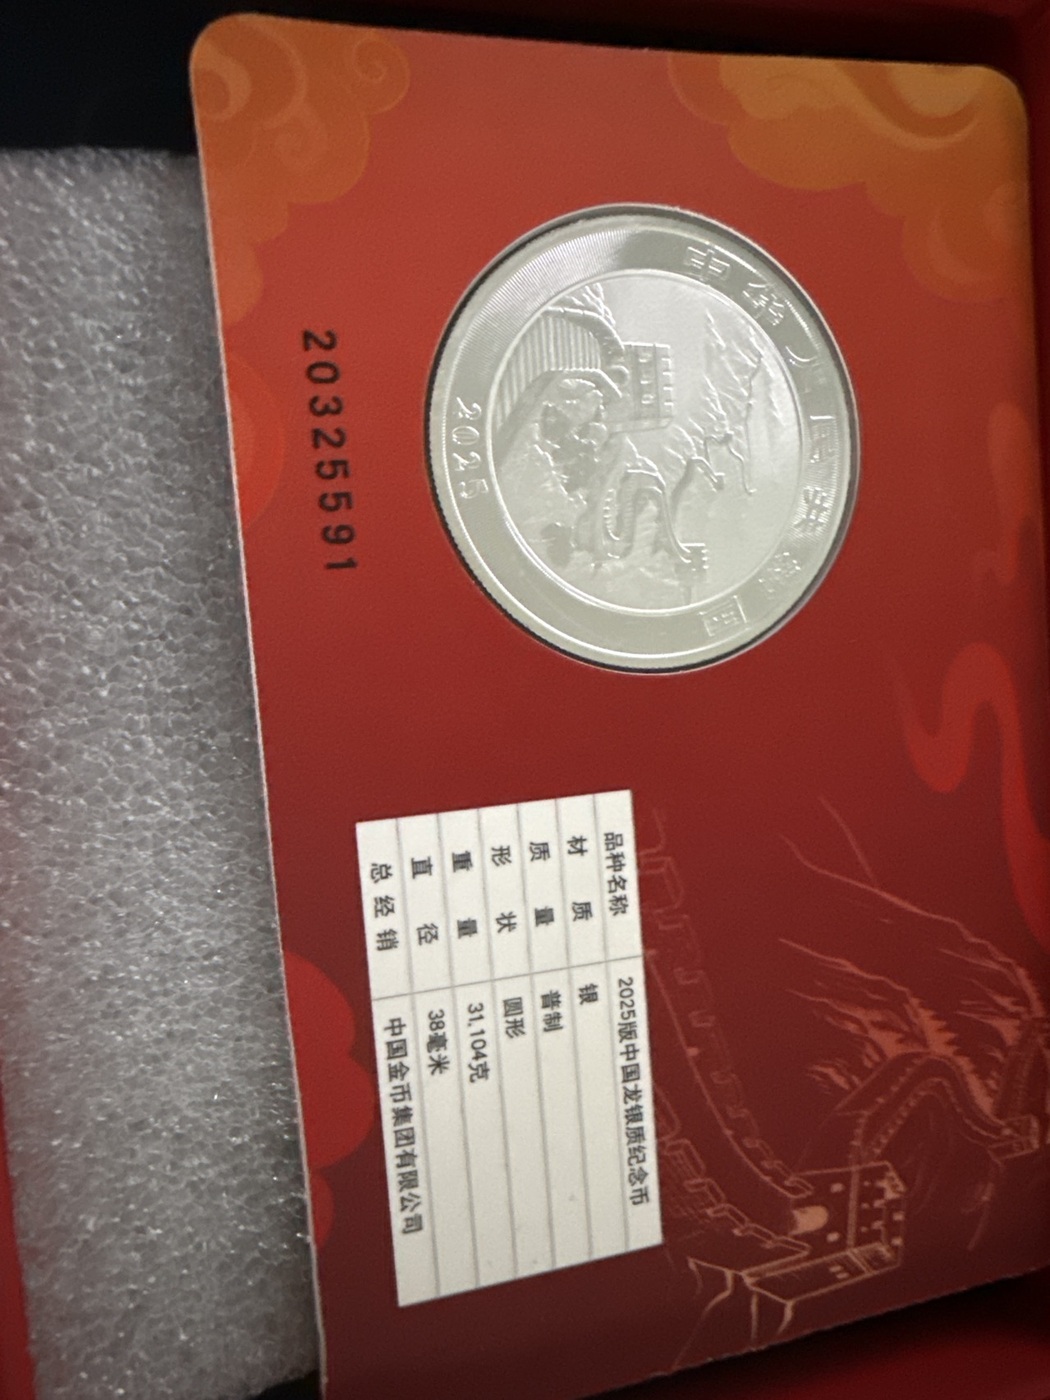 中华人民共和国
2025
20325591
品种名称 2025版中国龙银质纪念币
材质 银
质量 普制
形状 圆形
重量 31.104克
直径 38毫米
总经销 中国金币集团有限公司